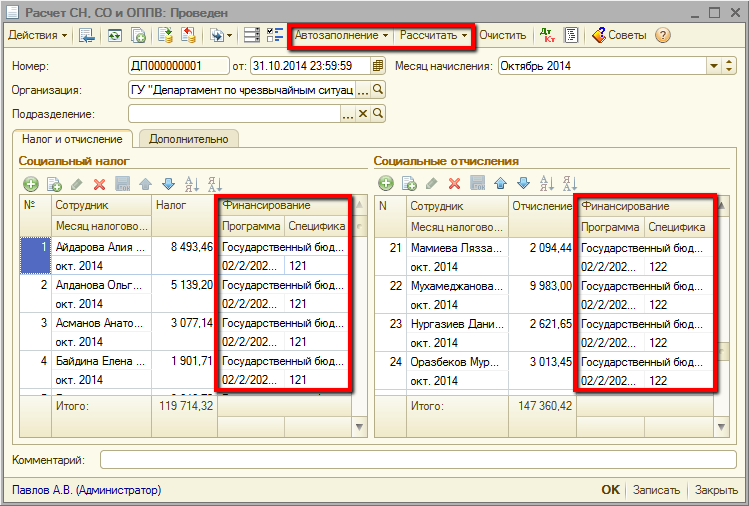 Расчет СН, СО и ОППВ: Проведен
Действия Автозаполнение Рассчитать Очистить Дт Кт Советы
Номер: ДП000000001 от: 31.10.2014 23:59:59 Месяц начисления: Октябрь 2014
Организация: ГУ "Департамент по чрезвычайным ситуац ...
Подразделение: ...
Налог и отчисление Дополнительно
Социальный налог
№ Сотрудник Налог Финансирование
Месяц налогово... Программа Специфика
1 Айдарова Алия ... 8 493,46 Государственный бюд...
окт. 2014 02/2/202... 121
2 Алданова Ольг... 5 139,20 Государственный бюд...
окт. 2014 02/2/202... 121
3 Асманов Анато... 3 077,14 Государственный бюд...
окт. 2014 02/2/202... 121
4 Байдина Елена ... 1 901,71 Государственный бюд...
окт. 2014 02/2/202... 121
Итого: 119 714,32
Социальные отчисления
N Сотрудник Отчисление Финансирование
Месяц налогово... Программа Специфика
21 Мамиева Ляззa... 2 094,44 Государственный бюд...
окт. 2014 02/2/202... 122
22 Мухамеджанова... 9 983,00 Государственный бюд...
окт. 2014 02/2/202... 122
23 Нургазиев Дани... 2 621,65 Государственный бюд...
окт. 2014 02/2/202... 122
24 Оразбеков Мур... 3 013,45 Государственный бюд...
окт. 2014 02/2/202... 122
Итого: 147 360,42
Комментарий:
Павлов А.В. (Администратор) OK Записать Закрыть